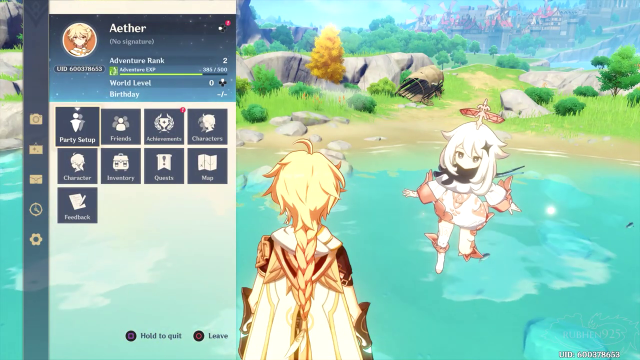 Aether
(No signature)
UID 600378653
Adventure Rank 2
Adventure EXP 385 / 500
World Level 0
Birthday --/--
Party Setup
Friends
Achievements
Characters
Character
Inventory
Quests
Map
Feedback
Hold to quit
Leave
UID: 600378653